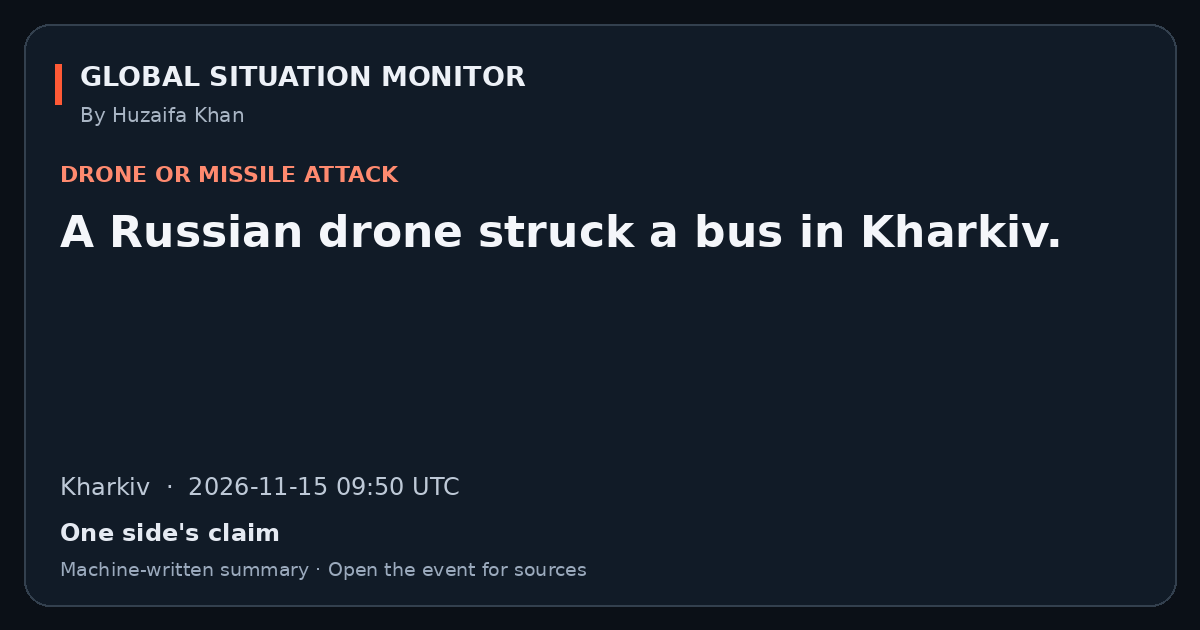 GLOBAL SITUATION MONITOR
By Huzaifa Khan
DRONE OR MISSILE ATTACK
A Russian drone struck a bus in Kharkiv.
Kharkiv · 2026-11-15 09:50 UTC
One side's claim
Machine-written summary · Open the event for sources